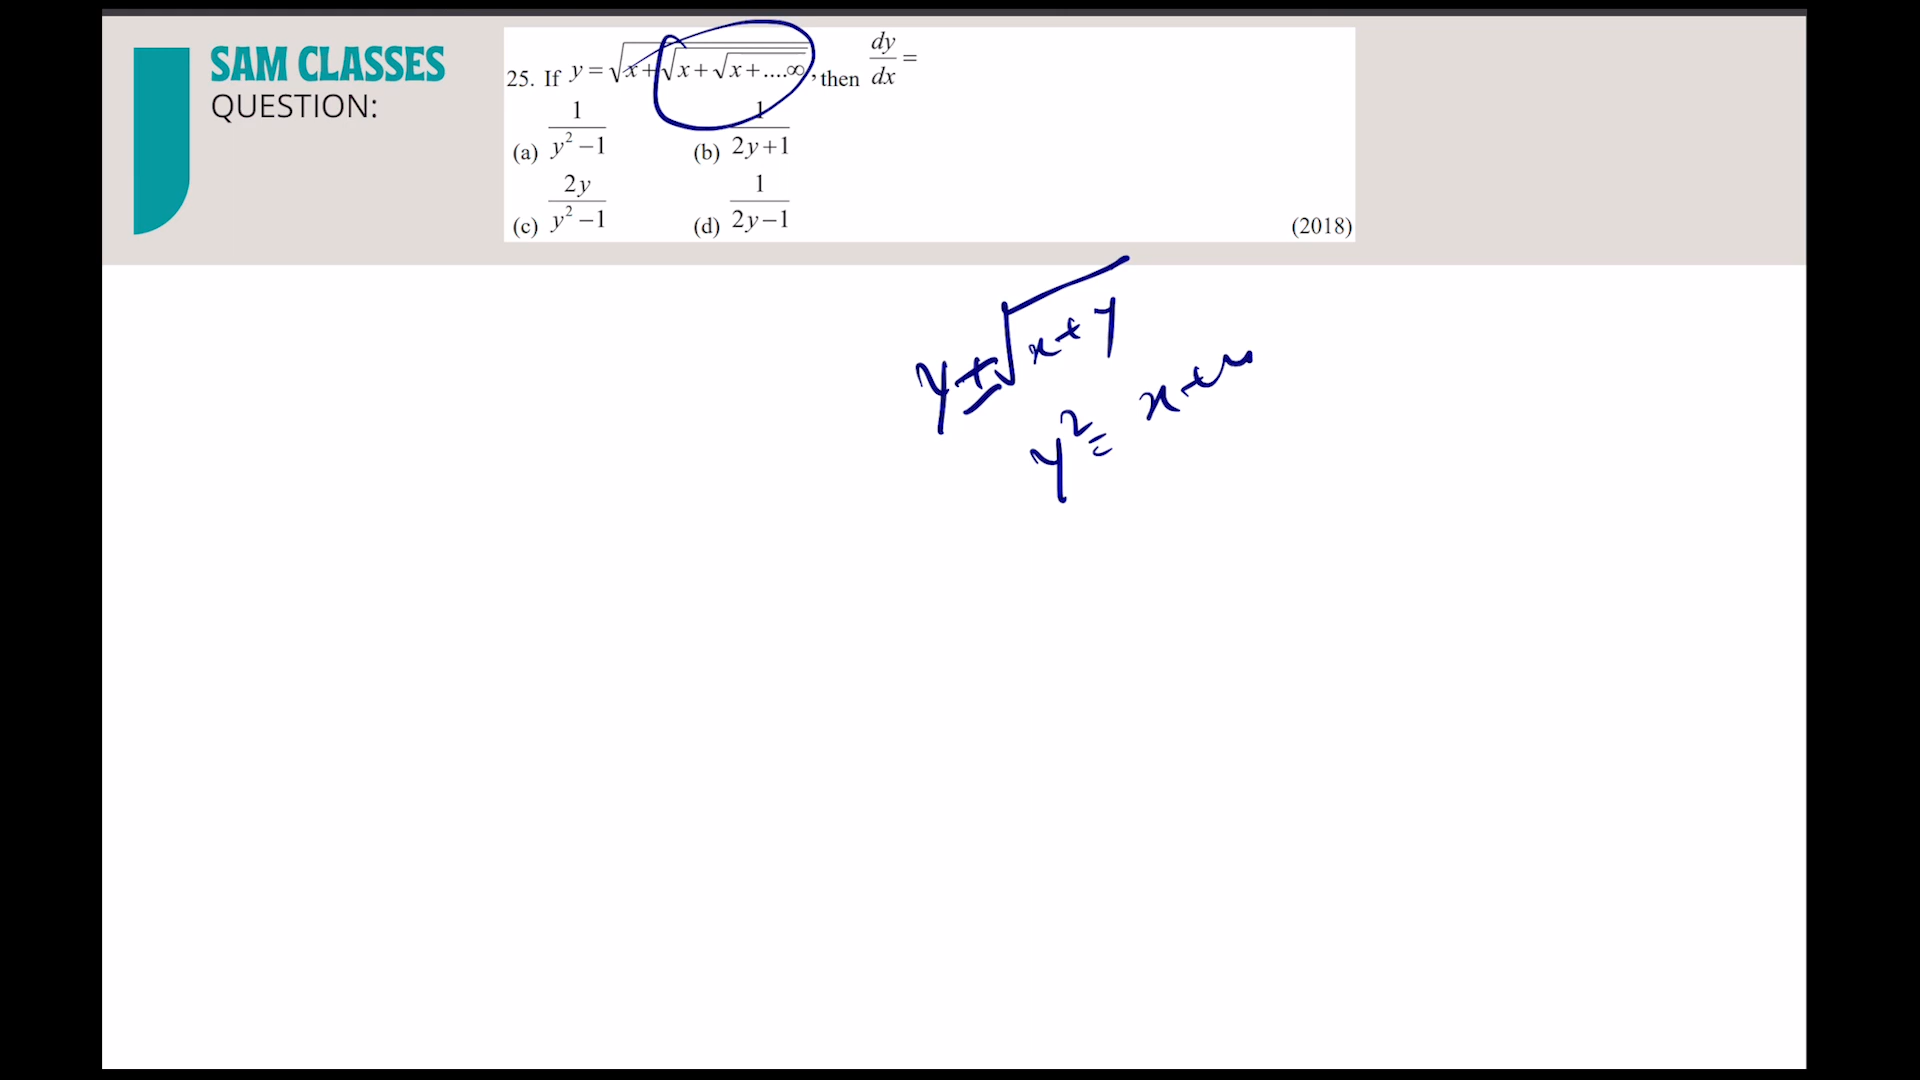 SAM CLASSES
QUESTION:
25. If y = √(x + √(x + √(x + ....∞))), then dy/dx =
(a) 1/(y² − 1)
(b) 1/(2y + 1)
(c) 2y/(y² − 1)
(d) 1/(2y − 1)
(2018)
y = √(x + y
y² = x +